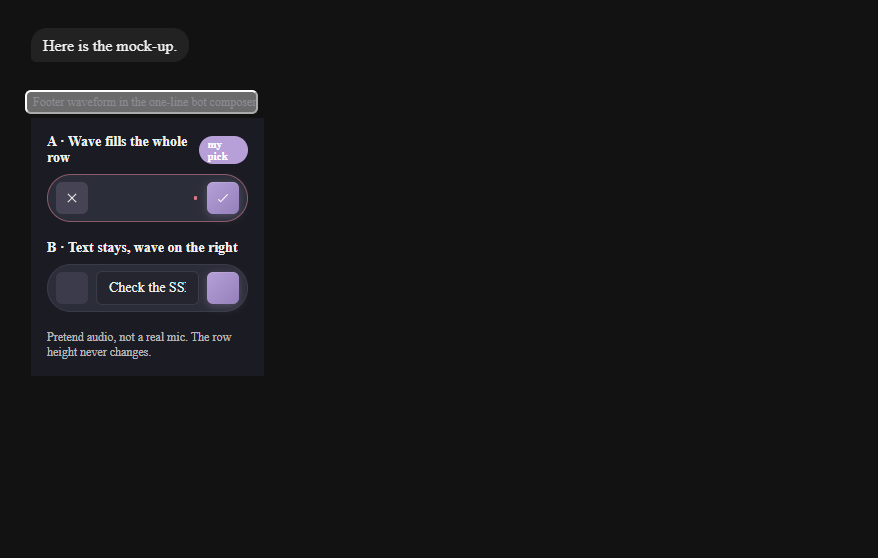 Here is the mock-up.
Footer waveform in the one-line bot composer
A · Wave fills the whole
row
my
pick
B · Text stays, wave on the right
Check the
Pretend audio, not a real mic. The row
height never changes.